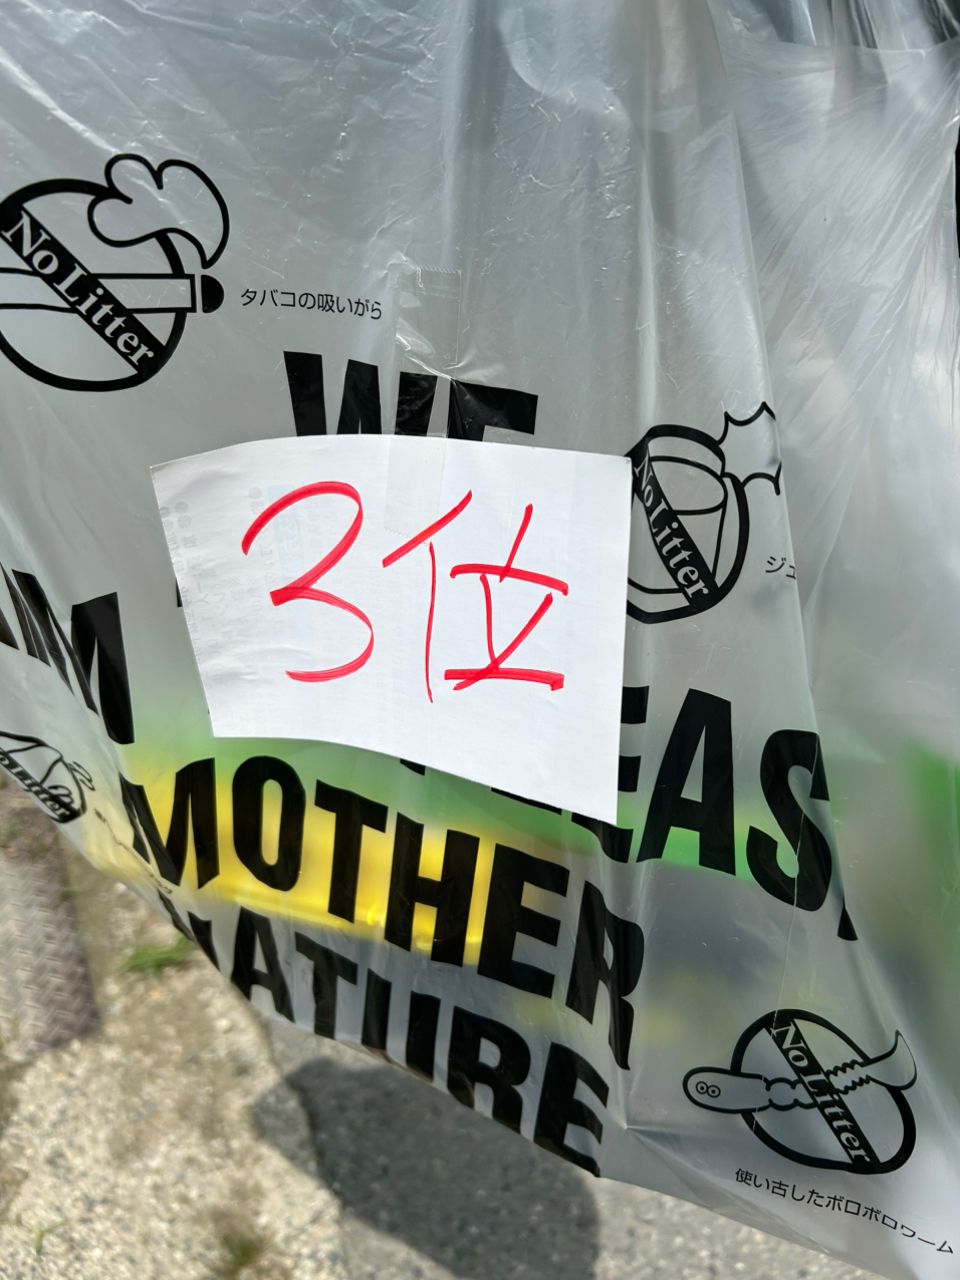 No Litter
タバコの吸いがら
WE
3位
No Litter
ジュ
MOTHER
NATURE
No Litter
使い古したボロボロワーム